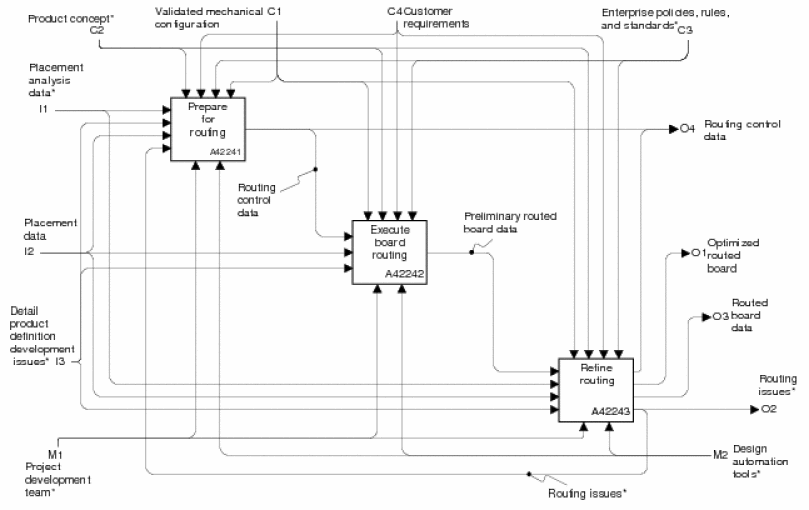 Product concept*
C2
Validated mechanical C1
configuration
C4 Customer
requirements
Enterprise policies, rules,
and standards* C3
Placement
analysis
data*
I1
Prepare
for
routing
A42241
O4 Routing control
data
Routing
control
data
Placement
data
I2
Execute
board
routing
A42242
Preliminary routed
board data
O1 Optimized
routed
board
Detail
product
definition
development
issues* I3
O3 Routed
board
data
Refine
routing
A42243
Routing
issues*
O2
M1
Project
development
team*
M2 Design
automation
tools*
Routing issues*